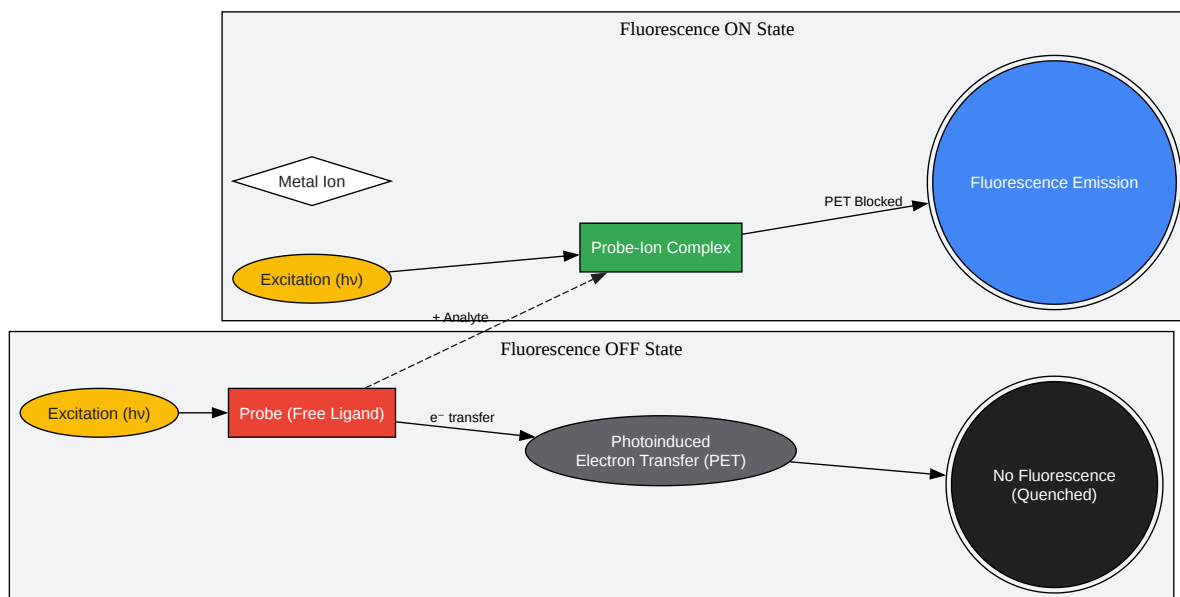 Fluorescence ON State
Metal Ion
Excitation (hν)
Probe-Ion Complex
PET Blocked
Fluorescence Emission
+ Analyte
Fluorescence OFF State
Excitation (hν)
Probe (Free Ligand)
e⁻ transfer
Photoinduced
Electron Transfer (PET)
No Fluorescence
(Quenched)